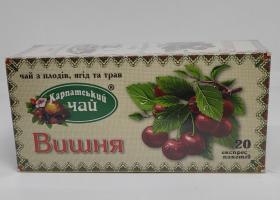 чай з плодів, ягід та трав
Карпатський ®
чай
Вишня
20
експрес
пакетів